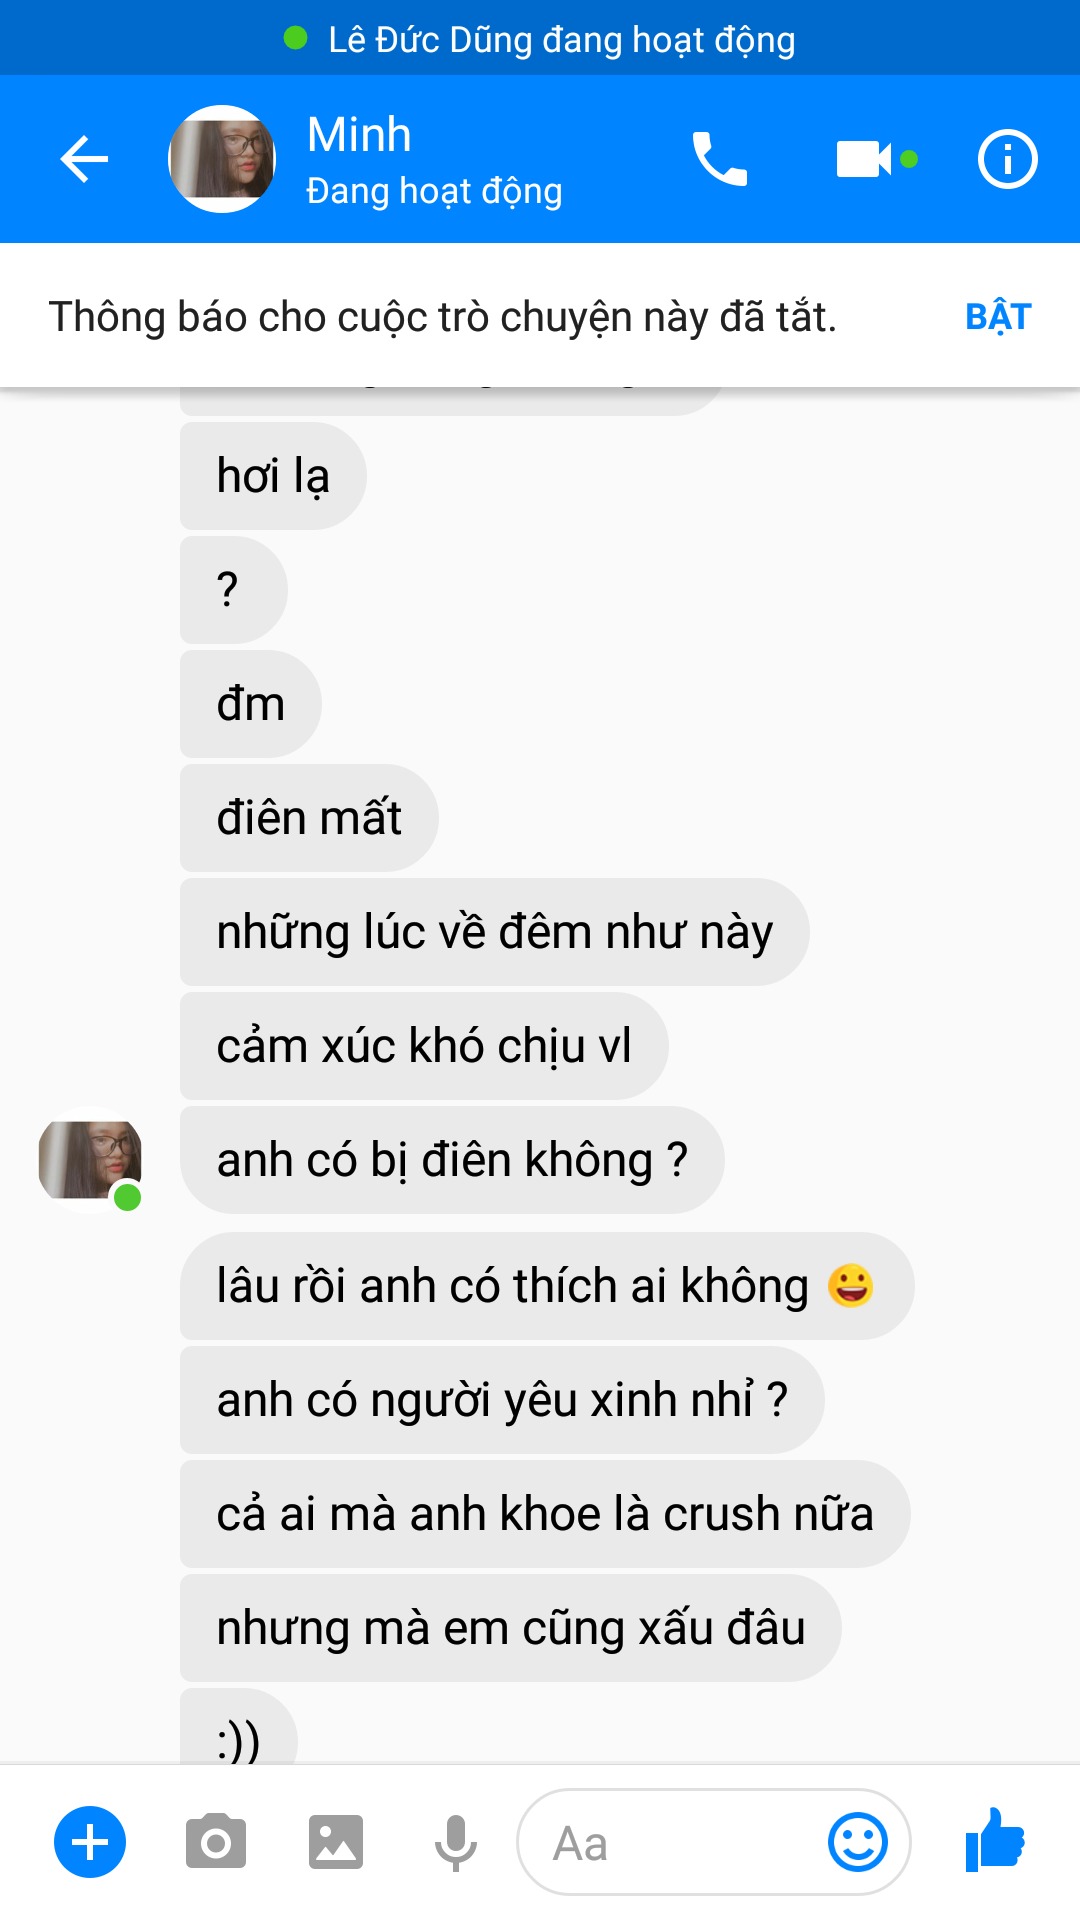 Lê Đức Dũng đang hoạt động
Minh
Đang hoạt động
Thông báo cho cuộc trò chuyện này đã tắt.
BẬT
hơi lạ
?
đm
điên mất
những lúc về đêm như này
cảm xúc khó chịu vl
anh có bị điên không ?
lâu rồi anh có thích ai không 😀
anh có người yêu xinh nhỉ ?
cả ai mà anh khoe là crush nữa
nhưng mà em cũng xấu đâu
:))
Aa